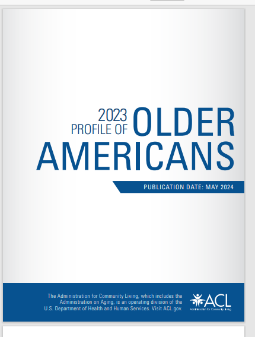 2023
PROFILE OF OLDER
AMERICANS
PUBLICATION DATE: MAY 2024
The Administration for Community Living, which includes the
Administration on Aging, is an operating division of the
U.S. Department of Health and Human Services. Visit ACL.gov.
ACL